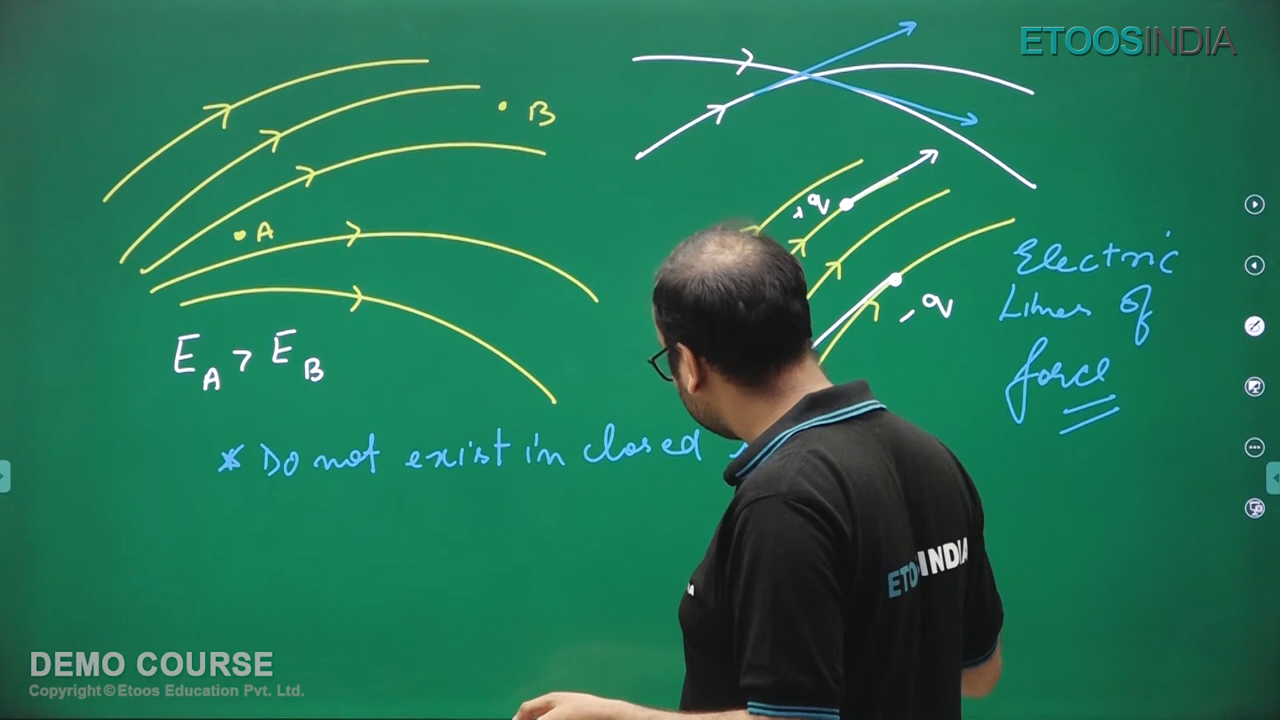 ETOOSINDIA
B
A
+q
-q
Electric
Lines of
force
E_A > E_B
* Do not exist in closed
ETOOSINDIA
DEMO COURSE
Copyright © Etoos Education Pvt. Ltd.